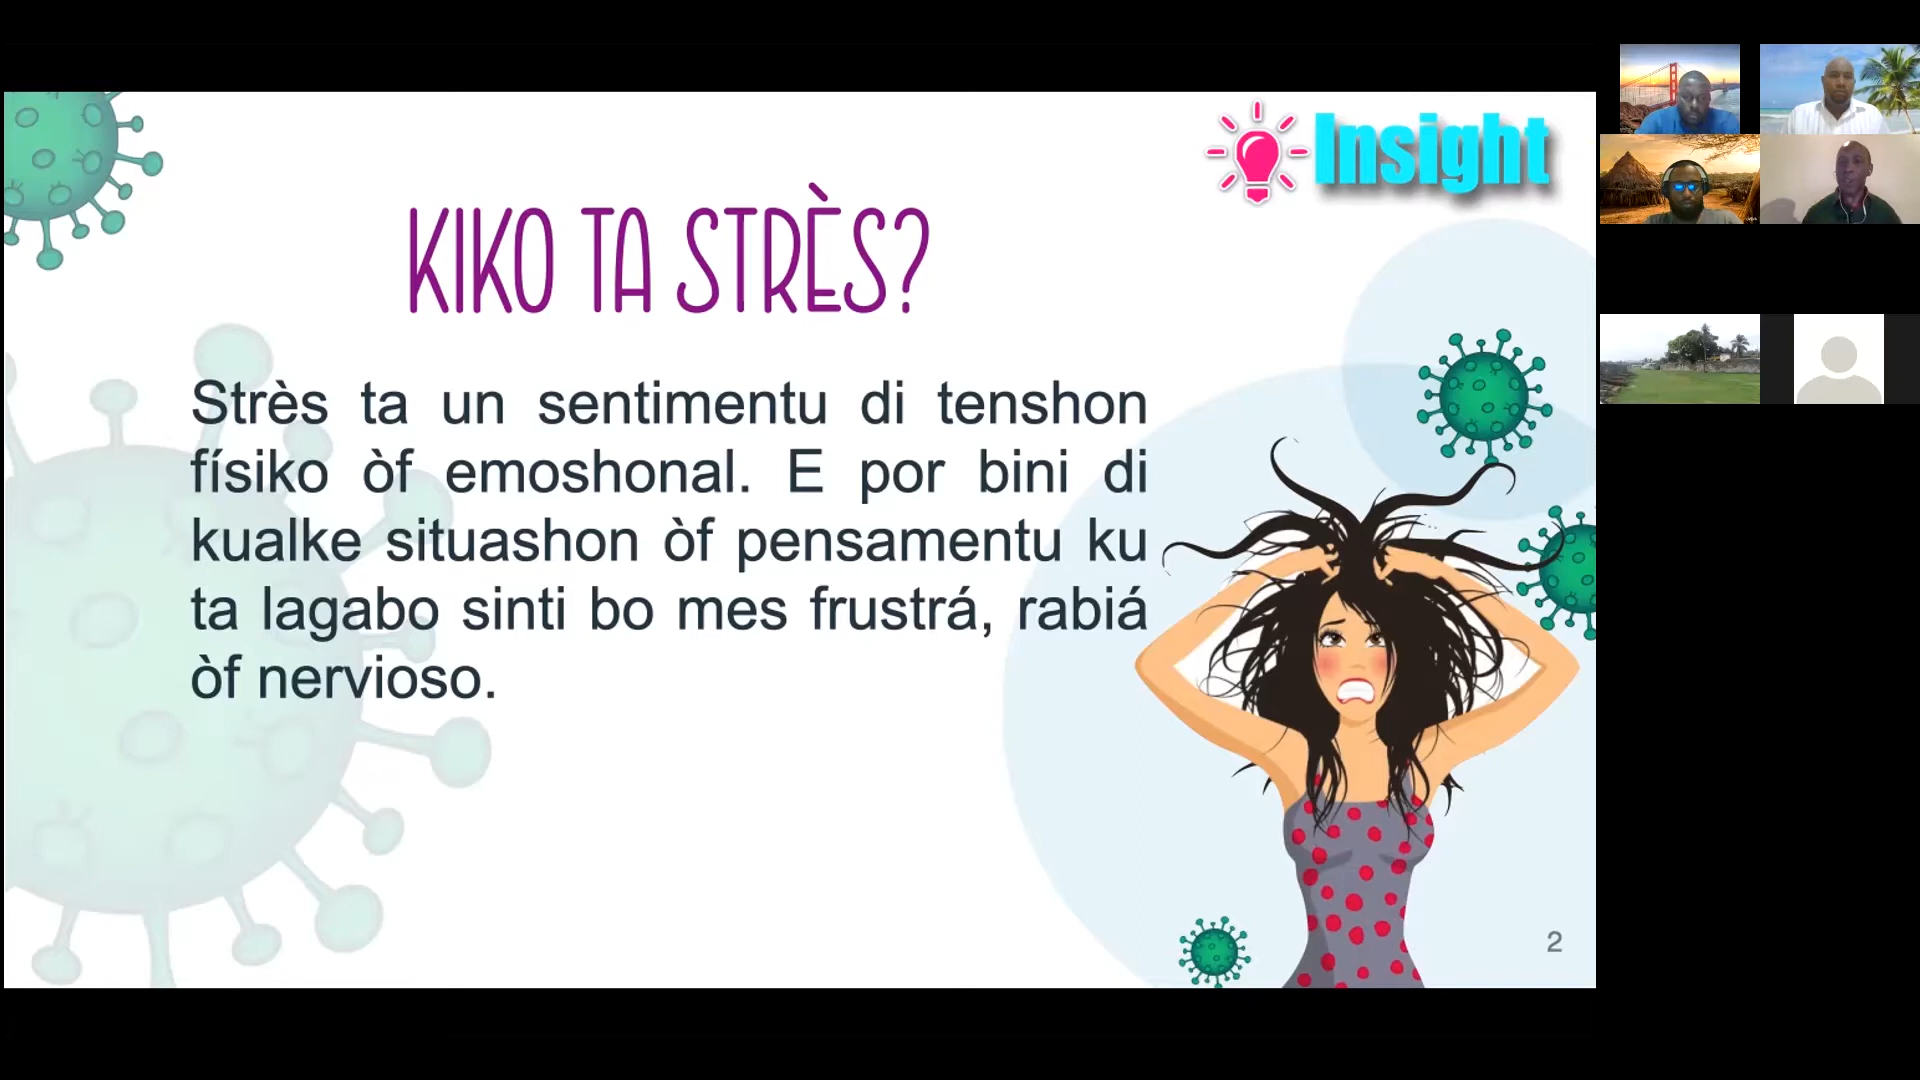 Insight
KIKO TA STRÈS?
Strès ta un sentimentu di tenshon
físiko òf emoshonal. E por bini di
kualke situashon òf pensamentu ku
ta lagabo sinti bo mes frustrá, rabiá
òf nervioso.
2